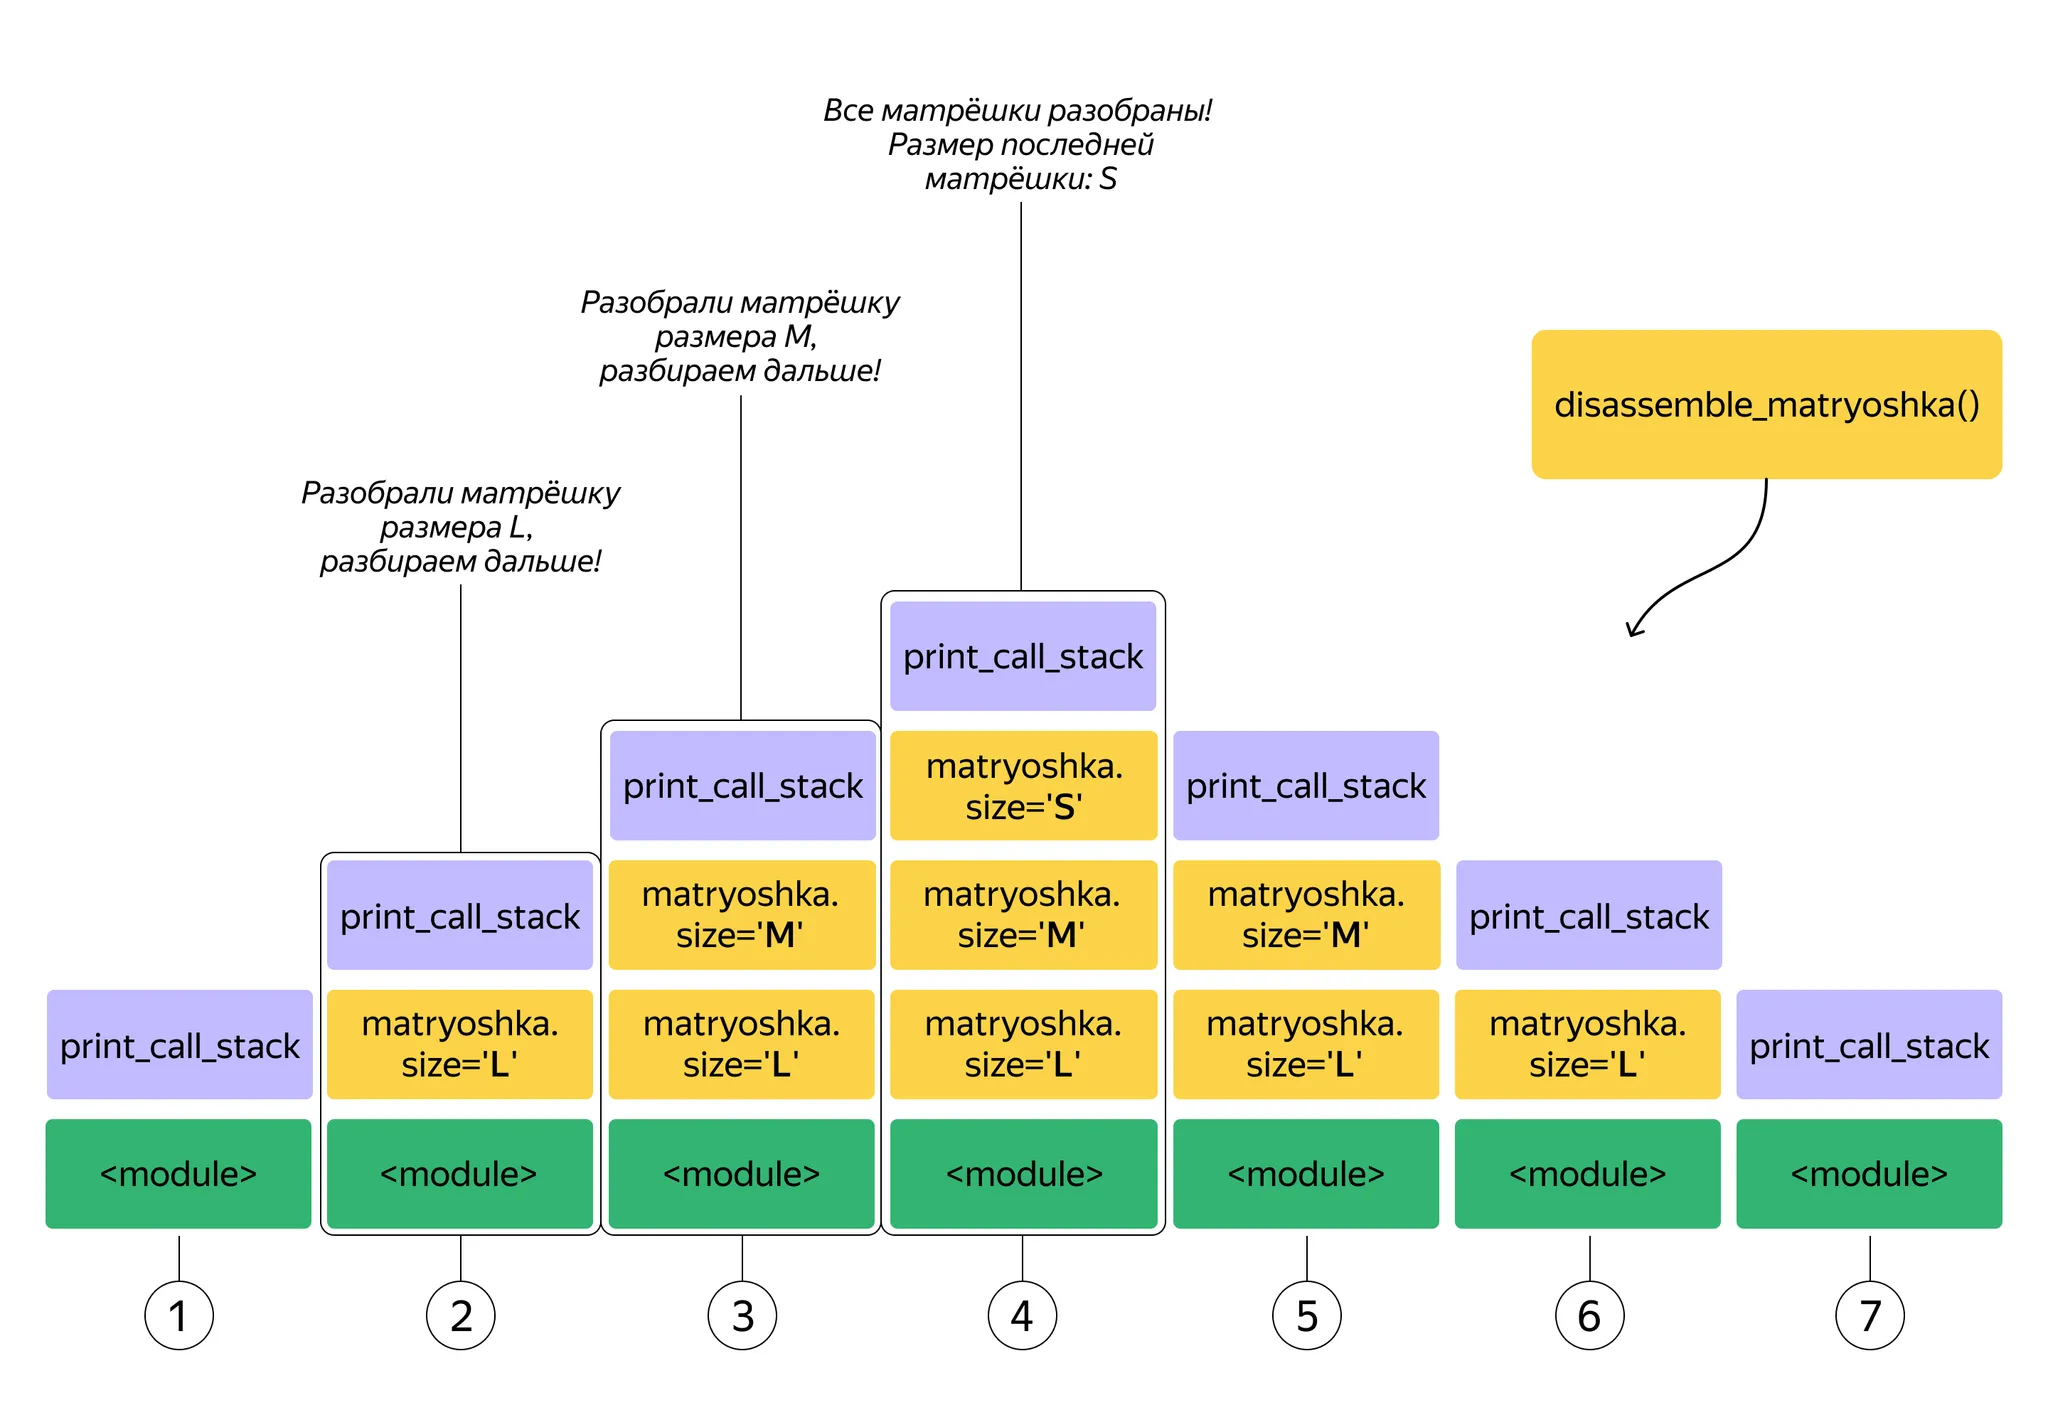 Все матрёшки разобраны!
Размер последней
матрёшки: S
Разобрали матрёшку
размера M,
разбираем дальше!
Разобрали матрёшку
размера L,
разбираем дальше!
disassemble_matryoshka()
print_call_stack
<module>
1
print_call_stack
matryoshka.
size='L'
<module>
2
print_call_stack
matryoshka.
size='M'
matryoshka.
size='L'
<module>
3
print_call_stack
matryoshka.
size='S'
matryoshka.
size='M'
matryoshka.
size='L'
<module>
4
print_call_stack
matryoshka.
size='M'
matryoshka.
size='L'
<module>
5
print_call_stack
matryoshka.
size='L'
<module>
6
print_call_stack
<module>
7